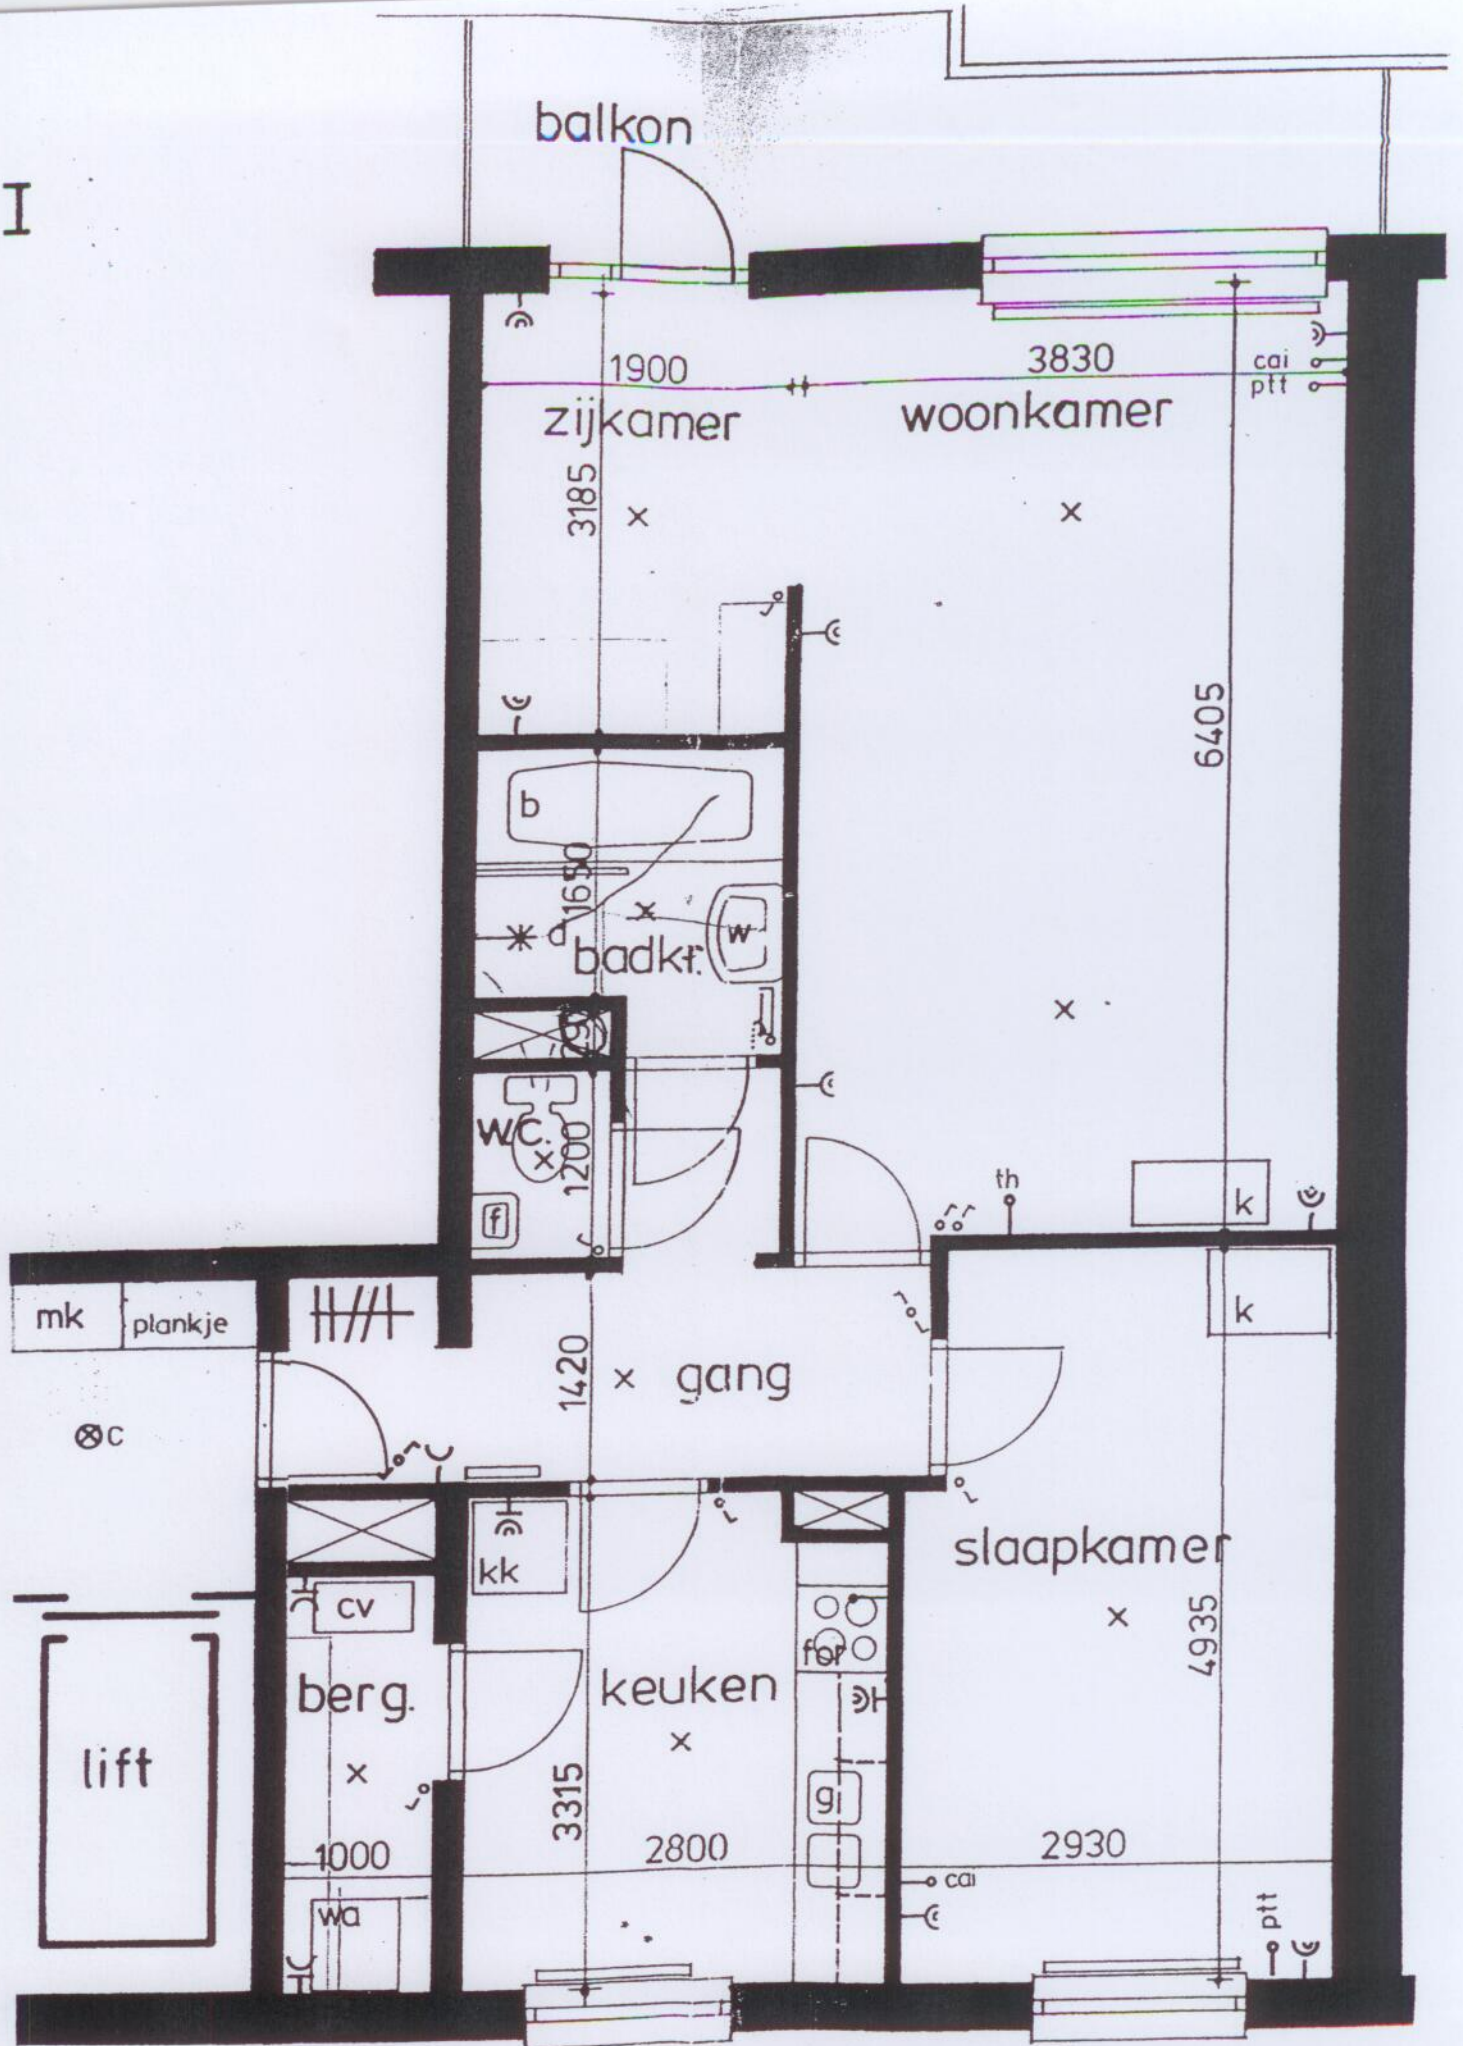 balkon
I
1900
3830
cai
ptt
zijkamer
woonkamer
3185
6405
b
1650
d
w
badkr.
w.c.
1200
f
th
k
k
mk
plankje
1420
gang
c
kk
slaapkamer
cv
for
4935
berg.
keuken
lift
3315
g
1000
2800
2930
cai
wa
ptt